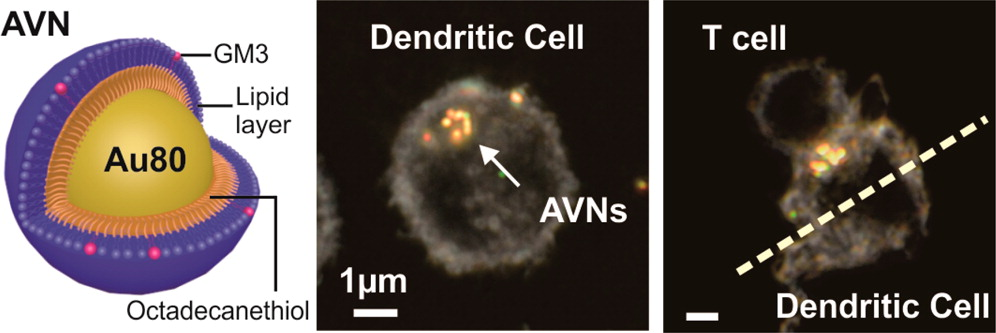 AVN
GM3
Lipid
layer
Au80
Octadecanethiol
Dendritic Cell
AVNs
1µm
T cell
Dendritic Cell